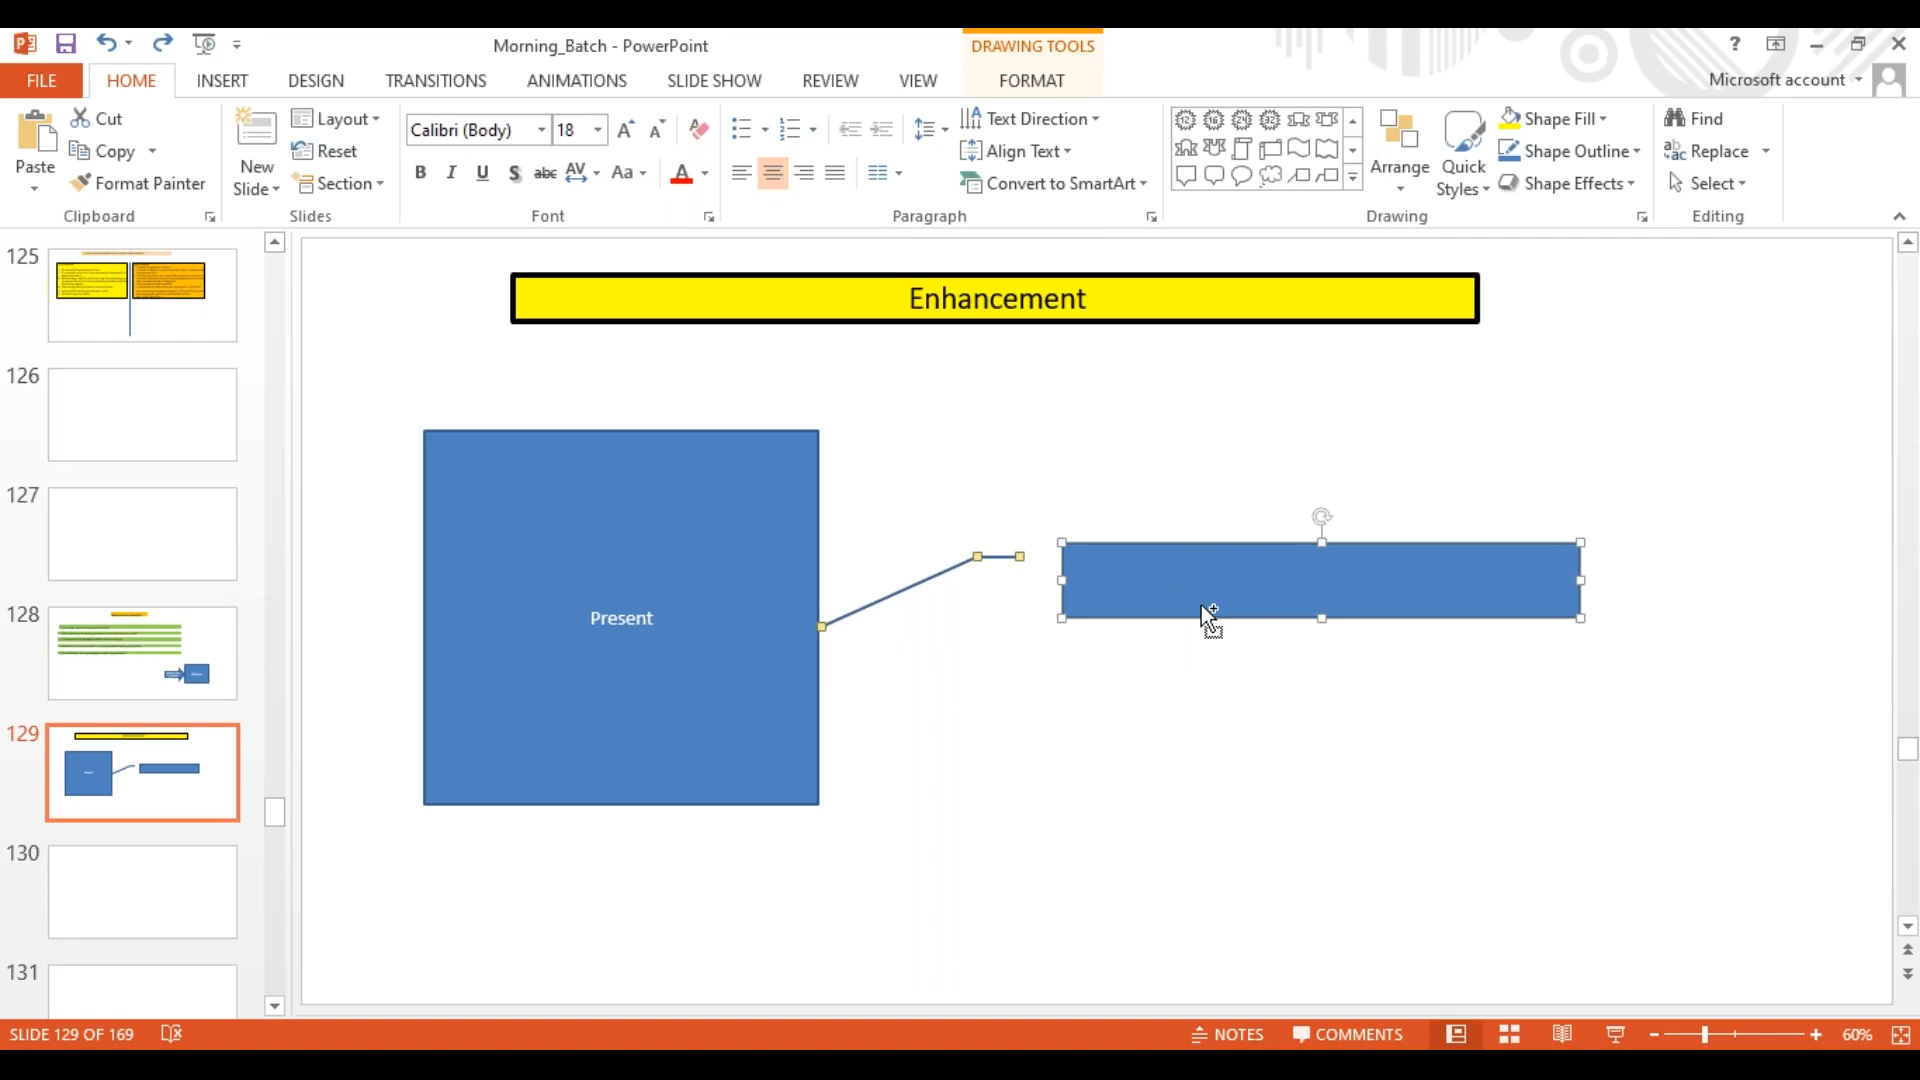 Morning_Batch - PowerPoint
DRAWING TOOLS
?
FILE
HOME
INSERT
DESIGN
TRANSITIONS
ANIMATIONS
SLIDE SHOW
REVIEW
VIEW
FORMAT
Microsoft account
Paste
Cut
Copy
Format Painter
Clipboard
New
Slide
Layout
Reset
Section
Slides
Calibri (Body)
18
B I U S abc AV Aa A
Font
Text Direction
Align Text
Convert to SmartArt
Paragraph
Arrange
Quick
Styles
Shape Fill
Shape Outline
Shape Effects
Drawing
Find
Replace
Select
Editing
125
126
127
128
129
130
131
Enhancement
Present
SLIDE 129 OF 169
NOTES
COMMENTS
60%